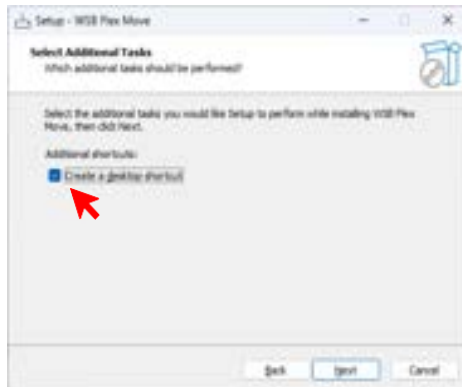 Setup - WSB Flex Move
Select Additional Tasks
Which additional tasks should be performed?
Select the additional tasks you would like Setup to perform while installing WSB Flex
Move, then click Next.
Additional shortcuts:
Create a desktop shortcut
Back
Next
Cancel